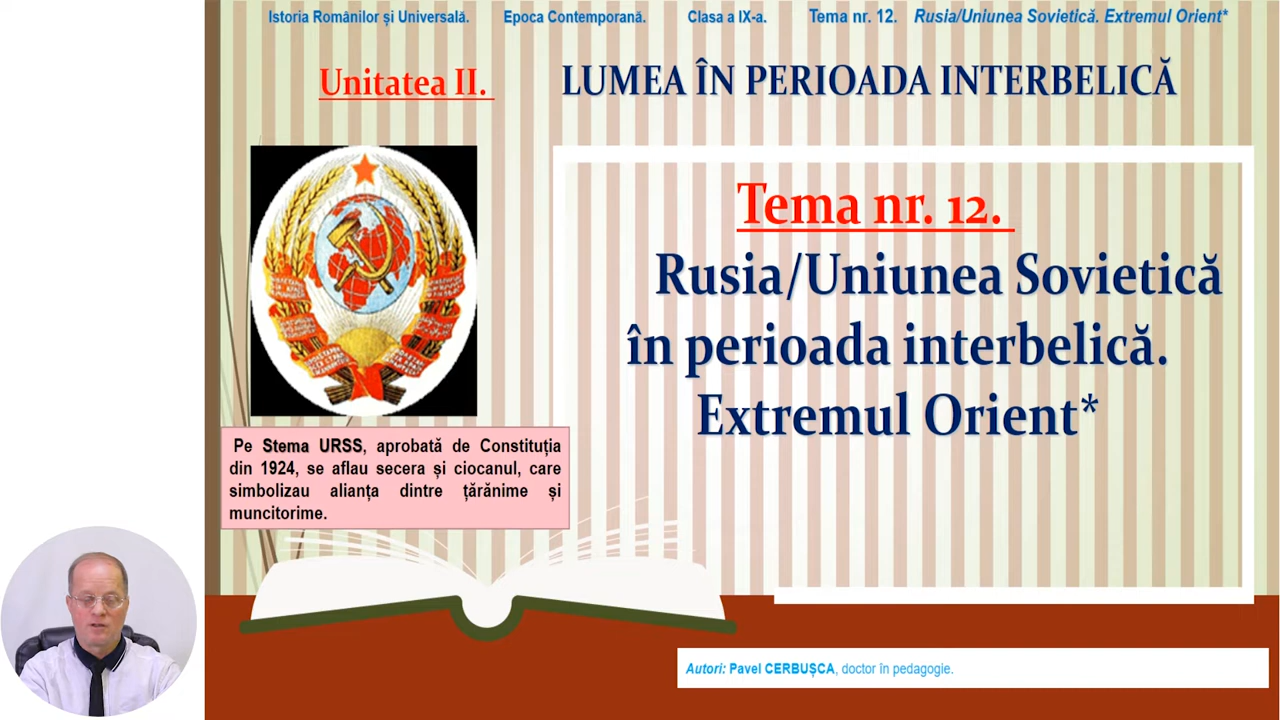 Istoria Românilor și Universală. Epoca Contemporană. Clasa a IX-a. Tema nr. 12. Rusia/Uniunea Sovietică. Extremul Orient*
Unitatea II. LUMEA ÎN PERIOADA INTERBELICĂ
Tema nr. 12.
Rusia/Uniunea Sovietică
în perioada interbelică.
Extremul Orient*
Pe Stema URSS, aprobată de Constituția
din 1924, se aflau secera și ciocanul, care
simbolizau alianța dintre țărănime și
muncitorime.
Autori: Pavel CERBUȘCA, doctor în pedagogie.